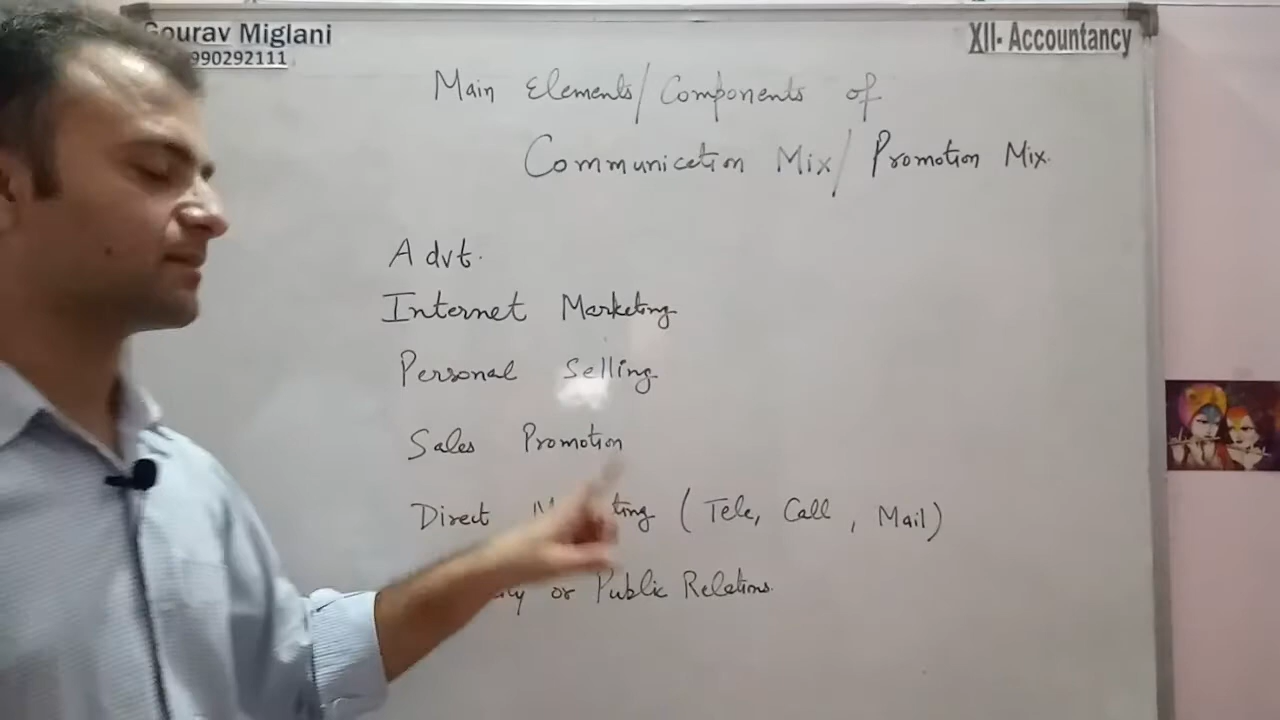 Gourav Miglani
990292111
XII- Accountancy
Main Elements/Components of
Communication Mix/Promotion Mix.
Advt.
Internet Marketing
Personal Selling
Sales Promotion
Direct (Tele, Call, Mail)
or Public Relations.